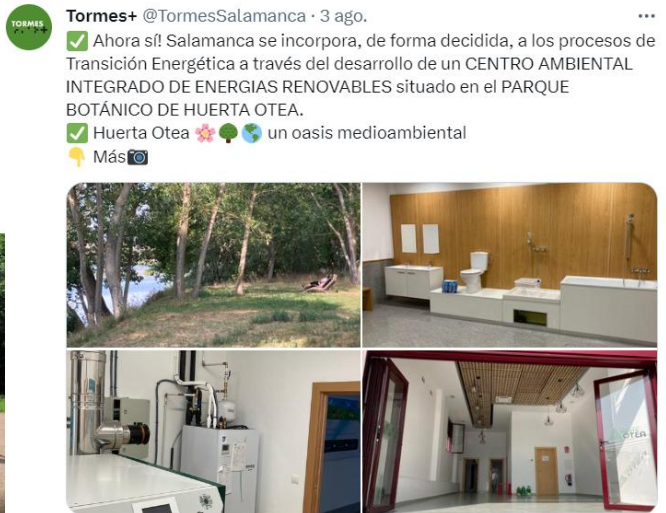 TORMES
Tormes+ @TormesSalamanca · 3 ago.
✅ Ahora sí! Salamanca se incorpora, de forma decidida, a los procesos de
Transición Energética a través del desarrollo de un CENTRO AMBIENTAL
INTEGRADO DE ENERGIAS RENOVABLES situado en el PARQUE
BOTÁNICO DE HUERTA OTEA.
✅ Huerta Otea 🌸🌳🌎 un oasis medioambiental
👇 Más📷
OTEA